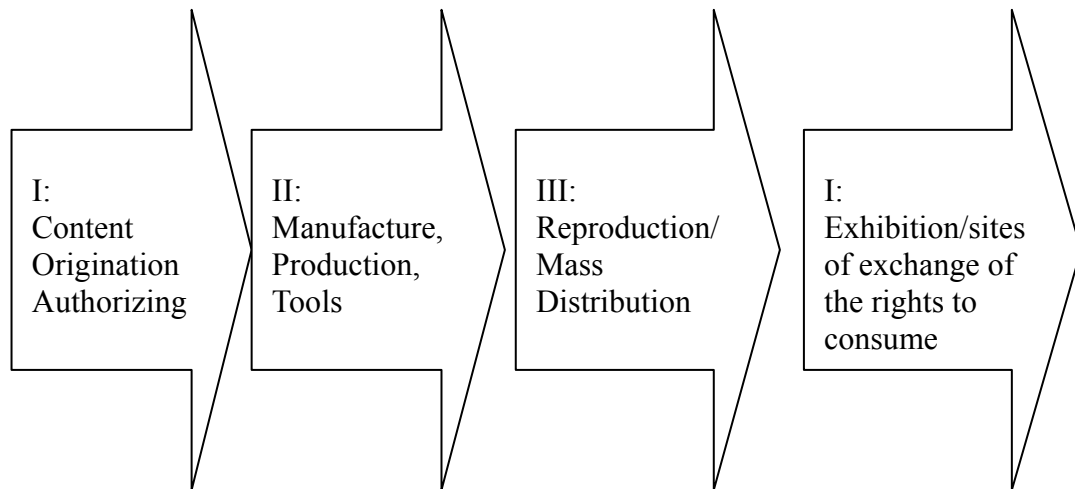 I:
Content
Origination
Authorizing
II:
Manufacture,
Production,
Tools
III:
Reproduction/
Mass
Distribution
I:
Exhibition/sites
of exchange of
the rights to
consume